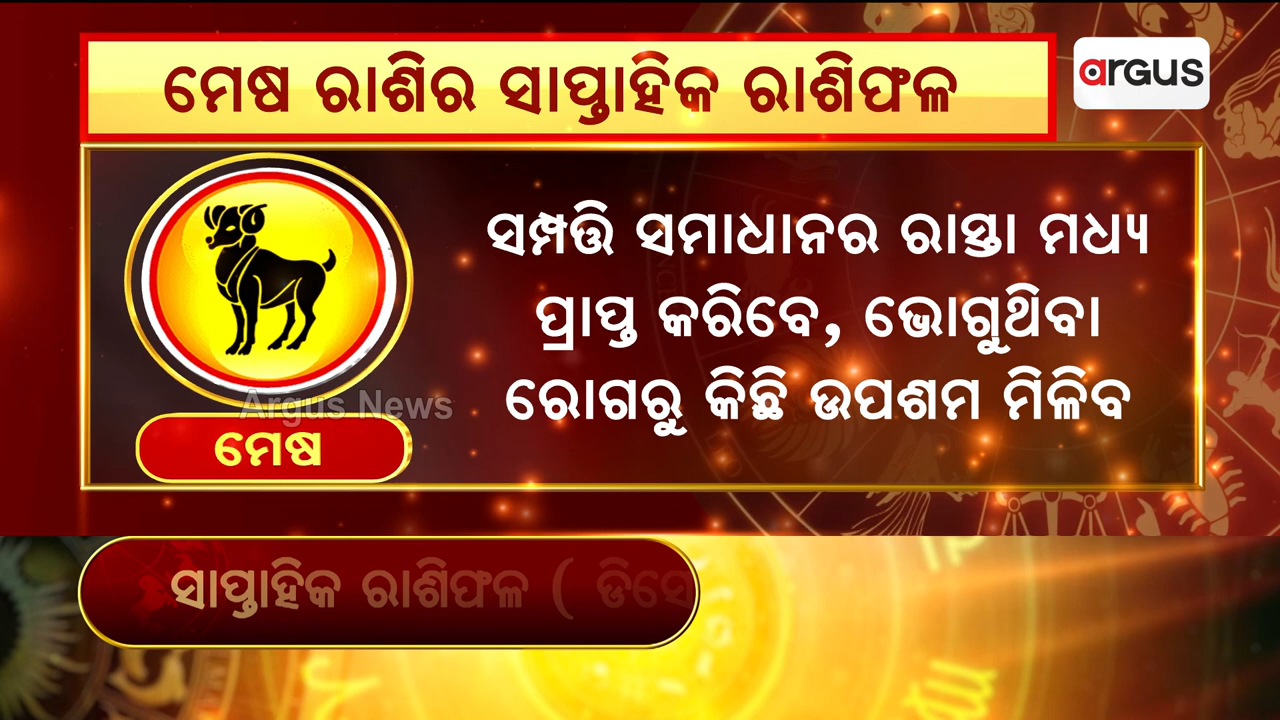 ମେଷ ରାଶିର ସାପ୍ତାହିକ ରାଶିଫଳ
argus
ସମ୍ପତ୍ତି ସମାଧାନର ରାସ୍ତା ମଧ୍ୟ
ପ୍ରାପ୍ତ କରିବେ, ଭୋଗୁଥିବା
ରୋଗରୁ କିଛି ଉପଶମ ମିଳିବ
Argus News
ମେଷ
ସାପ୍ତାହିକ ରାଶିଫଳ ( ଡିସେ